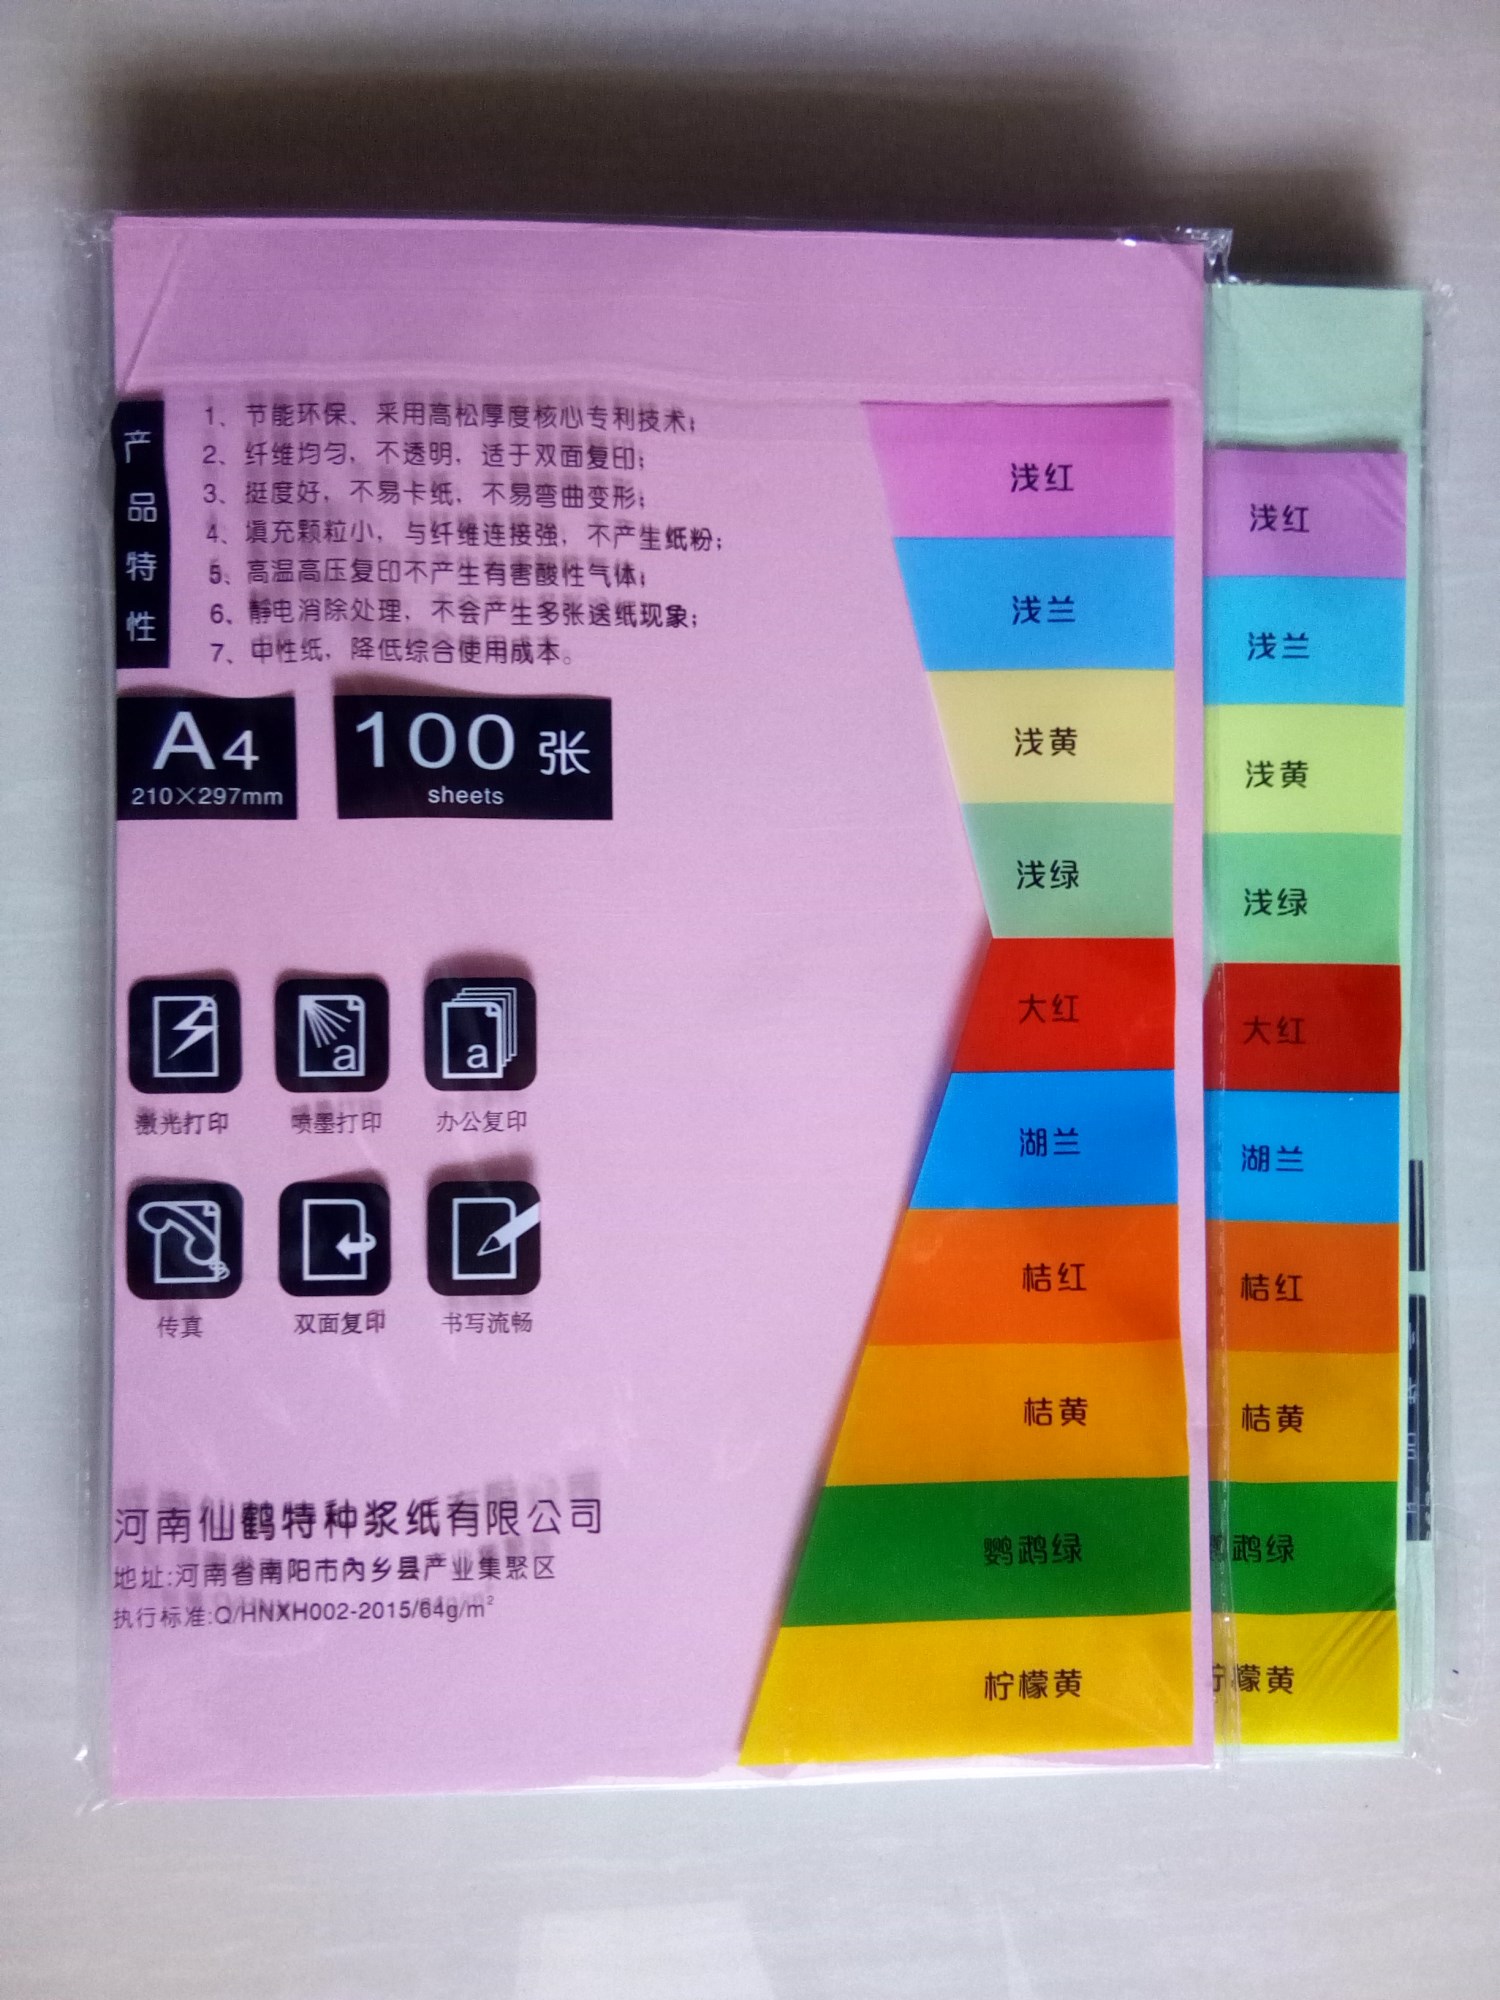 产品特性
1、节能环保、采用高松厚度核心专利技术;
2、纤维均匀，不透明，适于双面复印;
3、挺度好，不易卡纸，不易弯曲变形;
4、填充颗粒小，与纤维连接強，不产生纸粉;
5、高温高压复印不产生有害酸性气体;
6、静电消除处理，不会产生多张送纸现象;
7、中性纸，降低综合使用成本。
A4
210×297mm
100张
sheets
a
a
激光打印
喷墨打印
办公复印
传真
双面复印
书写流畅
河南仙鹤特种浆纸有限公司
地址:河南省南阳市內乡县产业集聚区
执行标准:Q/HNXH002-2015/64g/m²
浅红
浅兰
浅黄
浅绿
大红
湖兰
桔红
桔黄
鹦鹉绿
柠檬黄
浅红
浅兰
浅黄
浅绿
大红
湖兰
桔红
桔黄
鹉绿
檬黄